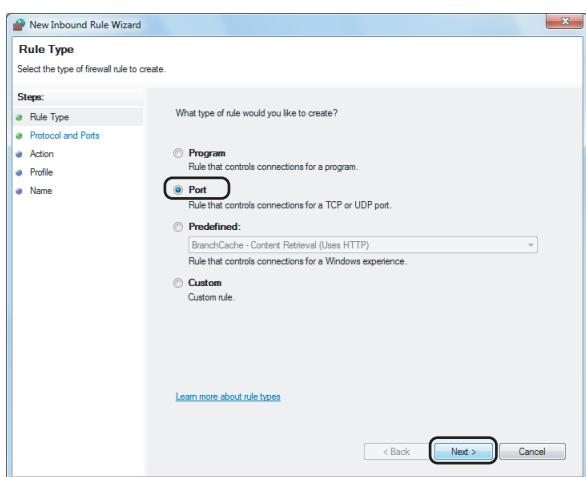 New Inbound Rule Wizard
x
Rule Type
Select the type of firewall rule to create.
Steps:
Rule Type
Protocol and Ports
Action
Profile
Name
What type of rule would you like to create?
Program
Rule that controls connections for a program.
Port
Rule that controls connections for a TCP or UDP port.
Predefined:
BranchCache - Content Retrieval (Uses HTTP)
Rule that controls connections for a Windows experience.
Custom
Custom rule.
Learn more about rule types
< Back
Next >
Cancel